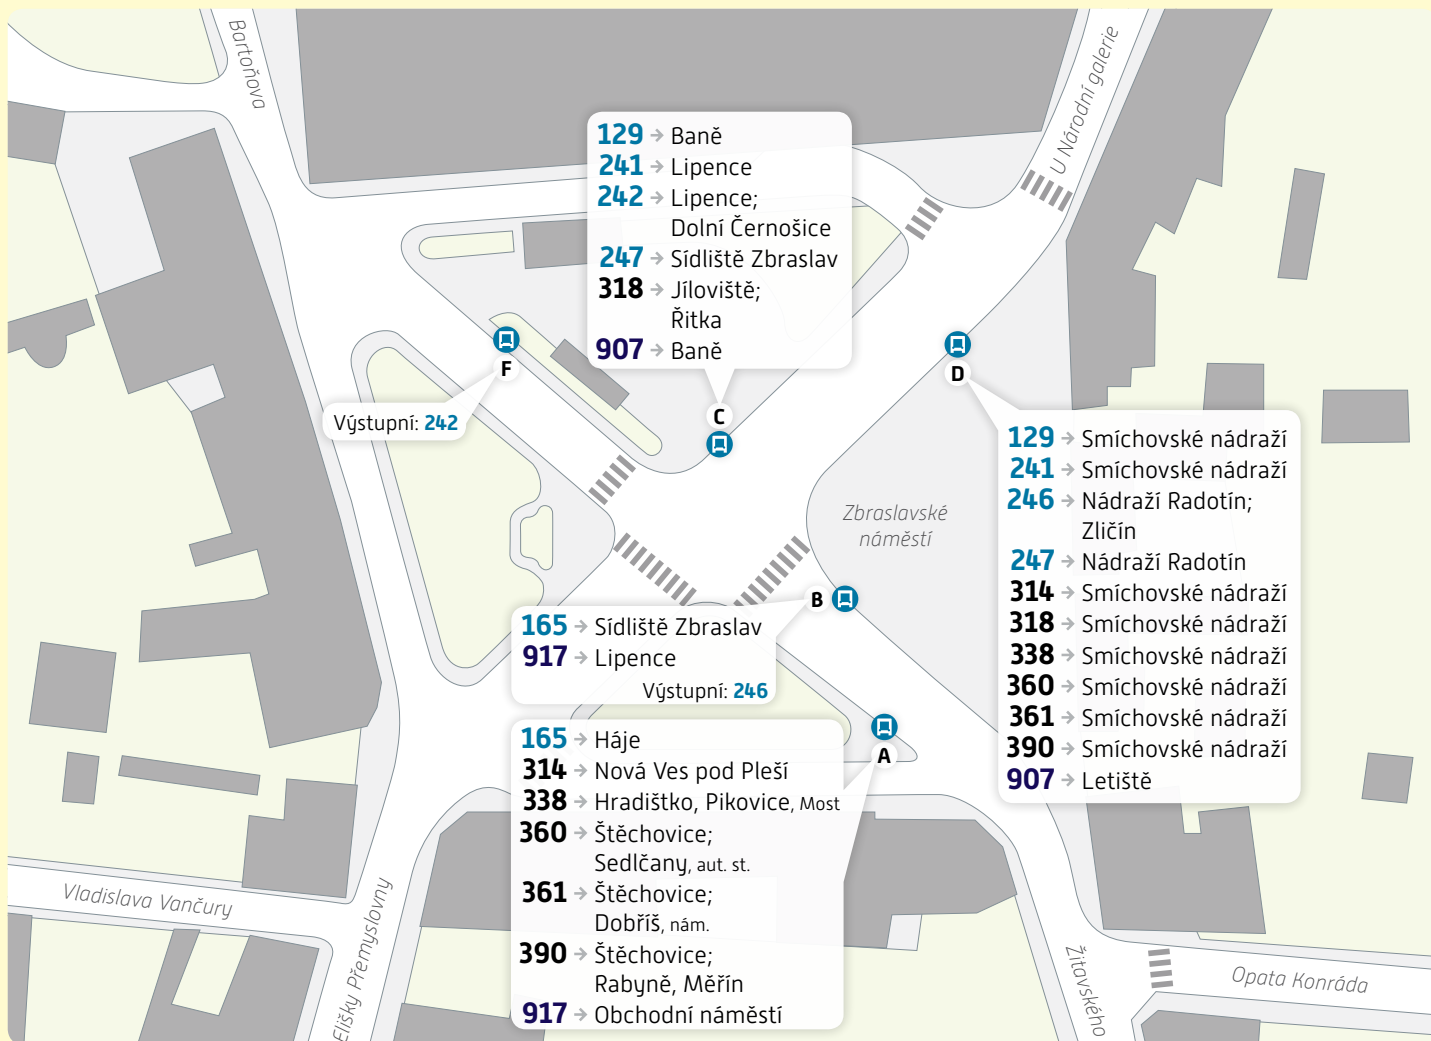 Bartoňova
U Národní galerie
129 → Baně
241 → Lipence
242 → Lipence;
Dolní Černošice
247 → Sídliště Zbraslav
318 → Jíloviště;
Řitka
907 → Baně
F
Výstupní: 242
C
D
129 → Smíchovské nádraží
241 → Smíchovské nádraží
246 → Nádraží Radotín;
Zličín
247 → Nádraží Radotín
314 → Smíchovské nádraží
318 → Smíchovské nádraží
338 → Smíchovské nádraží
360 → Smíchovské nádraží
361 → Smíchovské nádraží
390 → Smíchovské nádraží
907 → Letiště
Zbraslavské
náměstí
B
165 → Sídliště Zbraslav
917 → Lipence
Výstupní: 246
A
165 → Háje
314 → Nová Ves pod Pleší
338 → Hradištko, Pikovice, Most
360 → Štěchovice;
Sedlčany, aut. st.
361 → Štěchovice;
Dobříš, nám.
390 → Štěchovice;
Rabyně, Měřín
917 → Obchodní náměstí
Vladislava Vančury
Elišky Přemyslovny
Žitavského
Opata Konráda